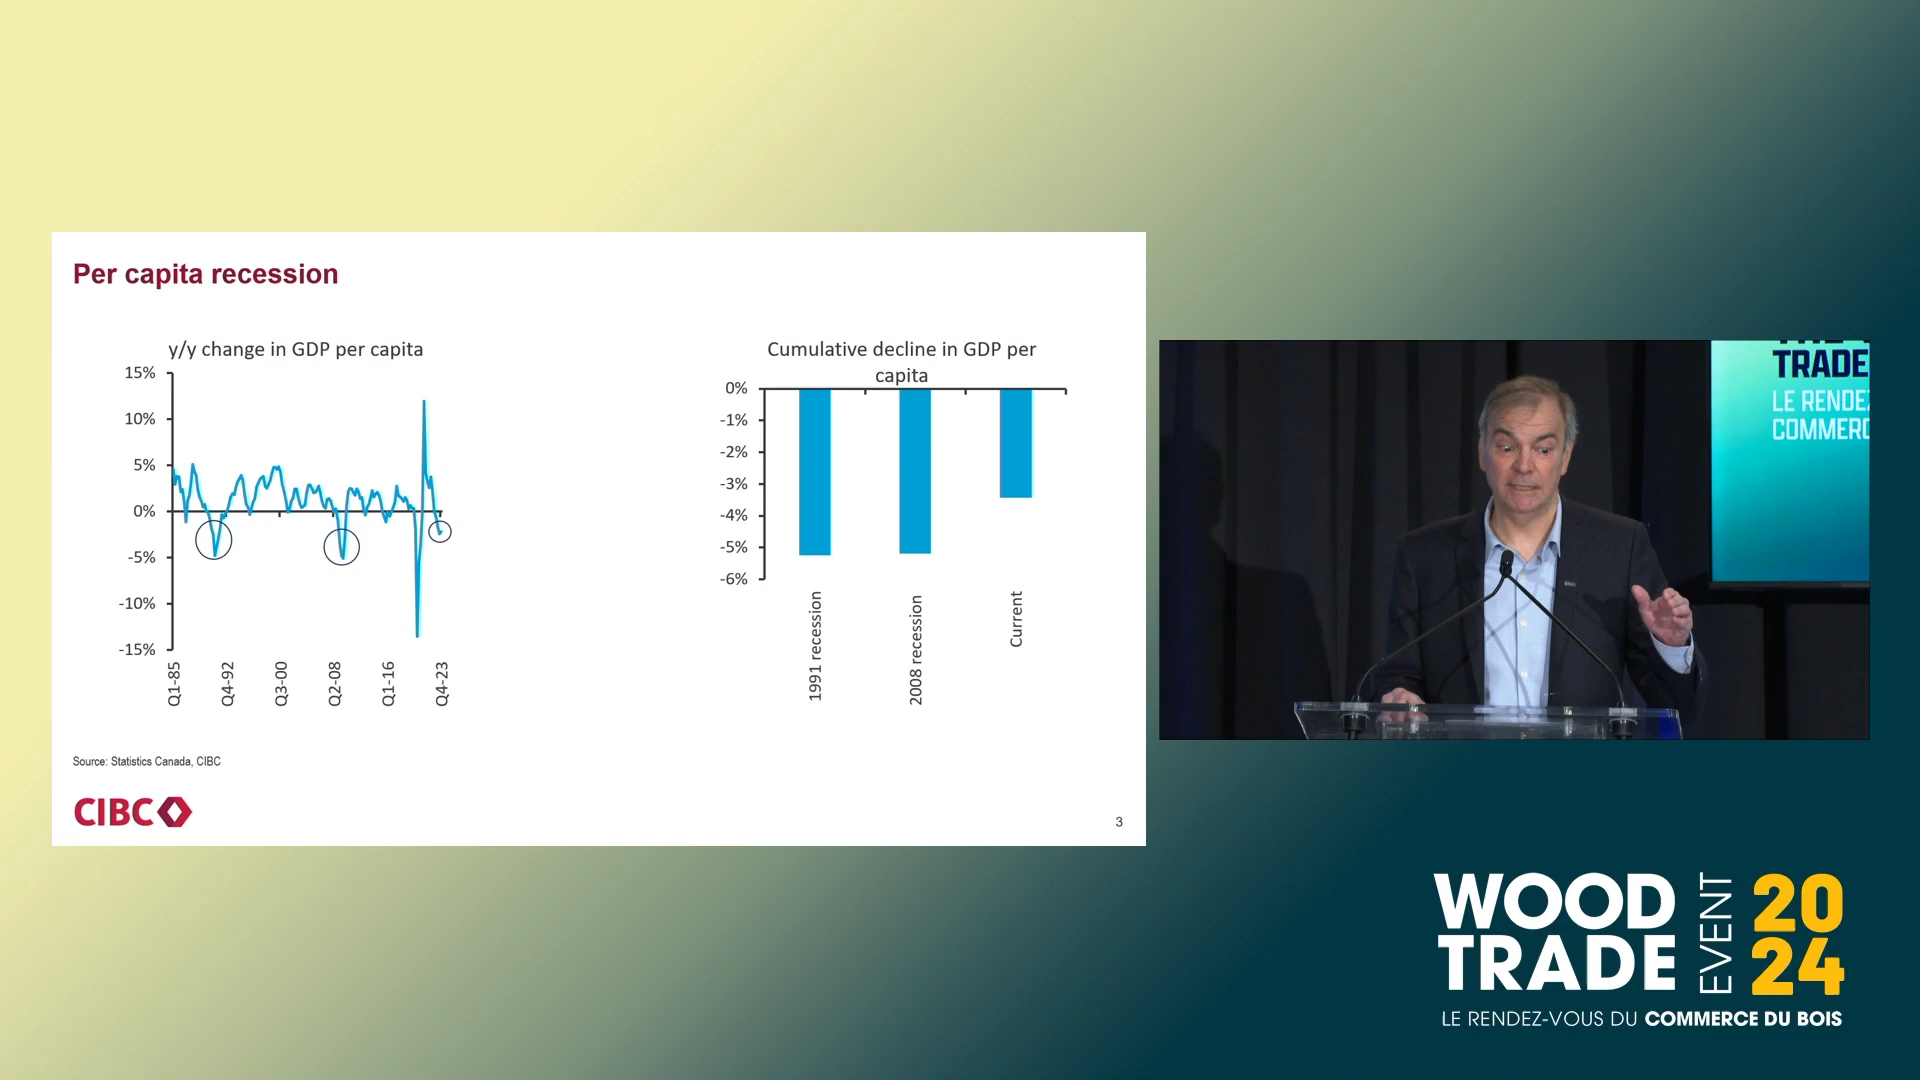 Per capita recession
y/y change in GDP per capita
15%
10%
5%
0%
-5%
-10%
-15%
Q1-85
Q4-92
Q3-00
Q2-08
Q1-16
Q4-23
Cumulative decline in GDP per
capita
0%
-1%
-2%
-3%
-4%
-5%
-6%
1991 recession
2008 recession
Current
Source: Statistics Canada, CIBC
CIBC
3
TRADE
LE RENDEZ
COMMERC
WOOD
TRADE
EVENT
20
24
LE RENDEZ-VOUS DU COMMERCE DU BOIS